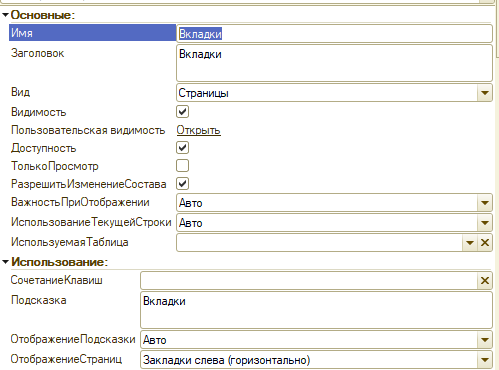 Основные:
Имя Вкладки
Заголовок Вкладки
Вид Страницы
Видимость
Пользовательская видимость Открыть
Доступность
ТолькоПросмотр
РазрешитьИзменениеСостава
ВажностьПриОтображении Авто
ИспользованиеТекущейСтроки Авто
ИспользуемаяТаблица
Использование:
СочетаниеКлавиш
Подсказка Вкладки
ОтображениеПодсказки Авто
ОтображениеСтраниц Закладки слева (горизонтально)